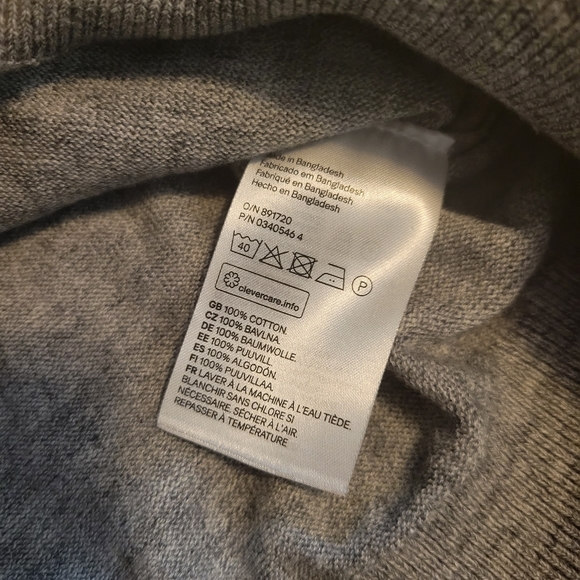 in Bangladesh
Fabricado em Bangladesh
Fabriqué en Bangladesh
Hecho en Bangladesh
O/N 891720
P/N 0340546 4
40 P
clevercare.info
GB 100% COTTON.
CZ 100% BAVLNA.
DE 100% BAUMWOLLE.
EE 100% PUUVILL.
ES 100% ALGODÓN.
FI 100% PUUVILLAA.
FR LAVER À LA MACHINE À L'EAU TIÈDE.
BLANCHIR SANS CHLORE SI
NÉCESSAIRE. SÉCHER À L'AIR.
REPASSER À TEMPÉRATURE